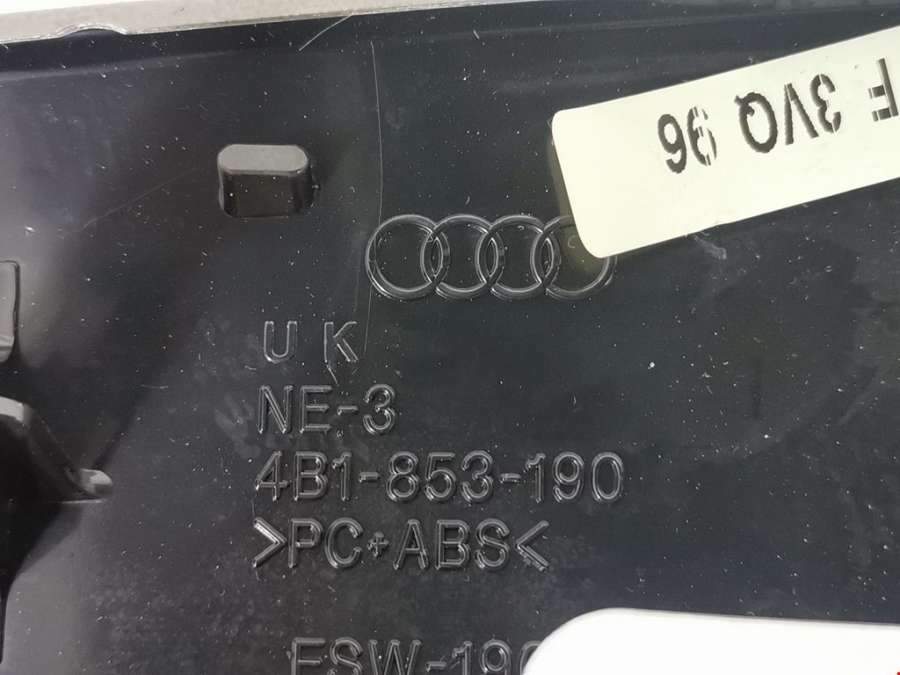 F 3VQ 96
U K
NE-3
4B1-853-190
>PC+ABS<